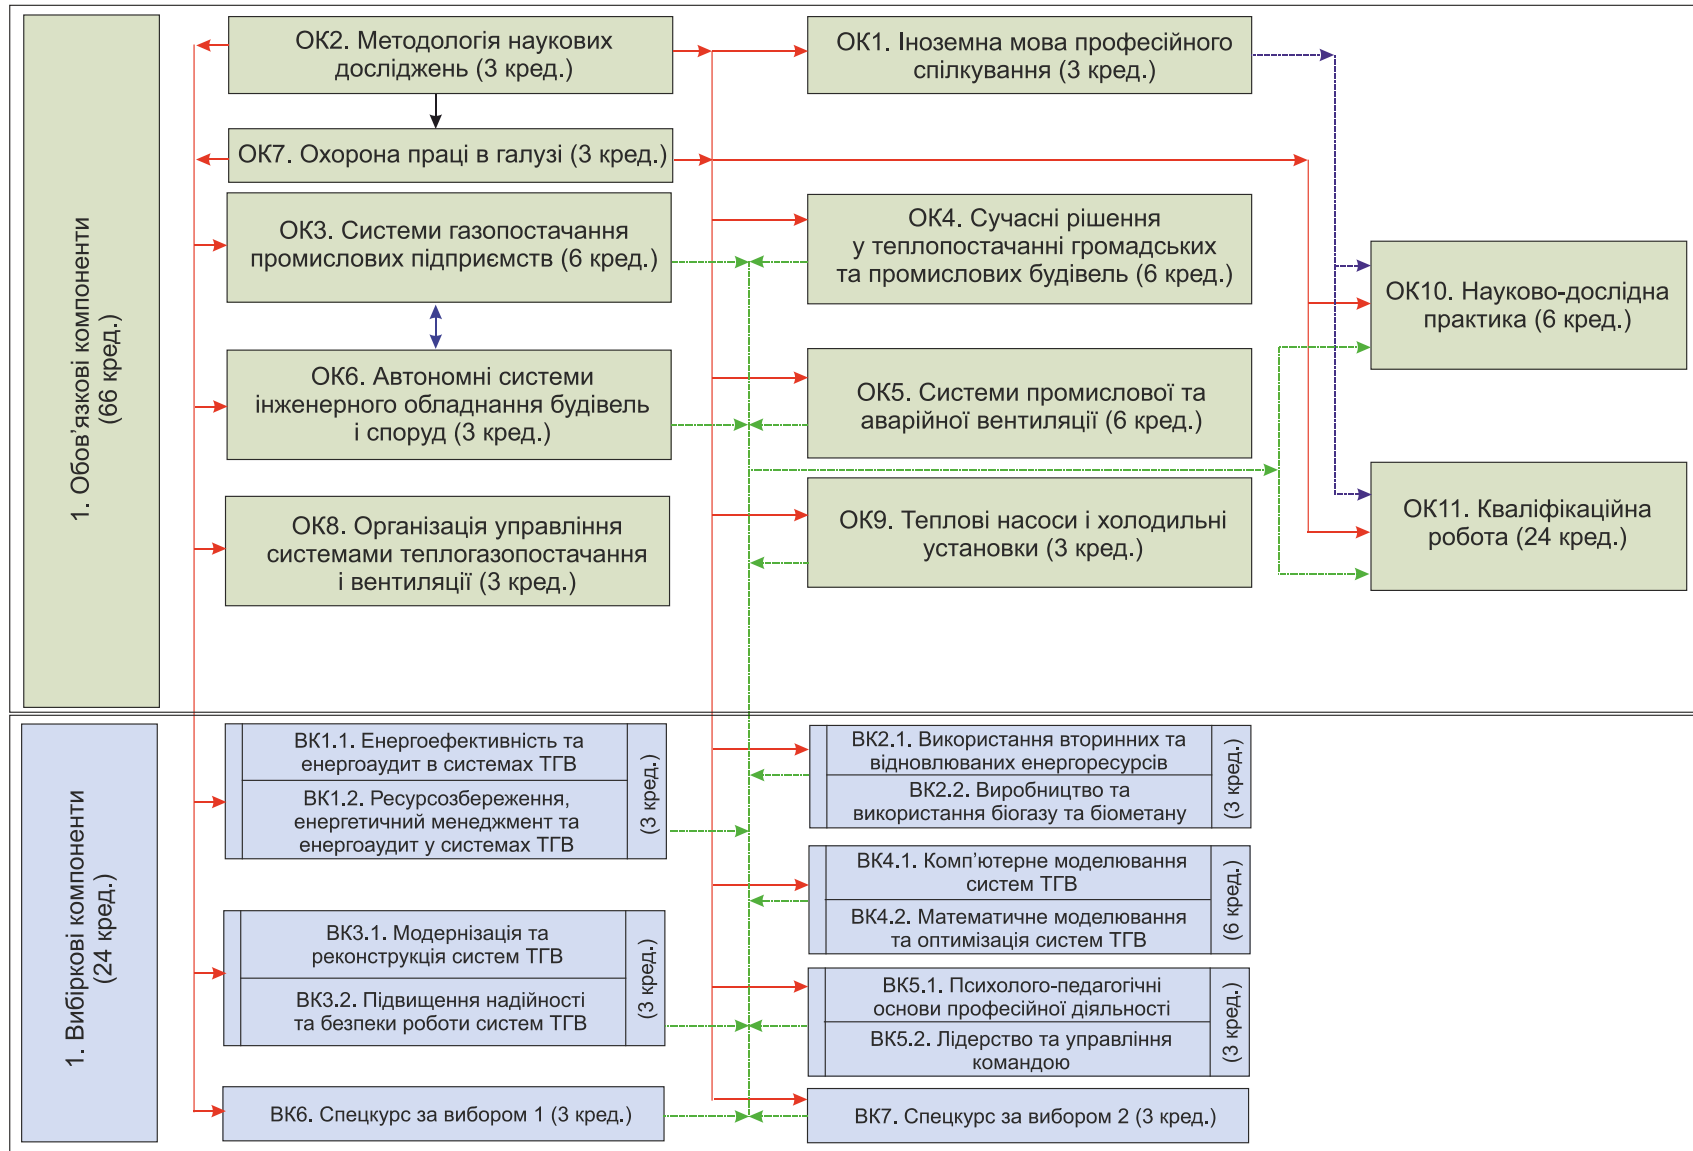 1. Обов’язкові компоненти
(66 кред.)
ОК2. Методологія наукових
досліджень (3 кред.)
ОК1. Іноземна мова професійного
спілкування (3 кред.)
ОК7. Охорона праці в галузі (3 кред.)
ОК3. Системи газопостачання
промислових підприємств (6 кред.)
ОК4. Сучасні рішення
у теплопостачанні громадських
та промислових будівель (6 кред.)
ОК10. Науково-дослідна
практика (6 кред.)
ОК6. Автономні системи
інженерного обладнання будівель
і споруд (3 кред.)
ОК5. Системи промислової та
аварійної вентиляції (6 кред.)
ОК8. Організація управління
системами теплогазопостачання
і вентиляції (3 кред.)
ОК9. Теплові насоси і холодильні
установки (3 кред.)
ОК11. Кваліфікаційна
робота (24 кред.)
1. Вибіркові компоненти
(24 кред.)
ВК1.1. Енергоефективність та
енергоаудит в системах ТГВ
ВК1.2. Ресурсозбереження,
енергетичний менеджмент та
енергоаудит у системах ТГВ
(3 кред.)
ВК2.1. Використання вторинних та
відновлюваних енергоресурсів
ВК2.2. Виробництво та
використання біогазу та біометану
(3 кред.)
ВК3.1. Модернізація та
реконструкція систем ТГВ
ВК3.2. Підвищення надійності
та безпеки роботи систем ТГВ
(3 кред.)
ВК4.1. Комп’ютерне моделювання
систем ТГВ
ВК4.2. Математичне моделювання
та оптимізація систем ТГВ
(6 кред.)
ВК5.1. Психолого-педагогічні
основи професійної діяльності
ВК5.2. Лідерство та управління
командою
(3 кред.)
ВК6. Спецкурс за вибором 1 (3 кред.)
ВК7. Спецкурс за вибором 2 (3 кред.)